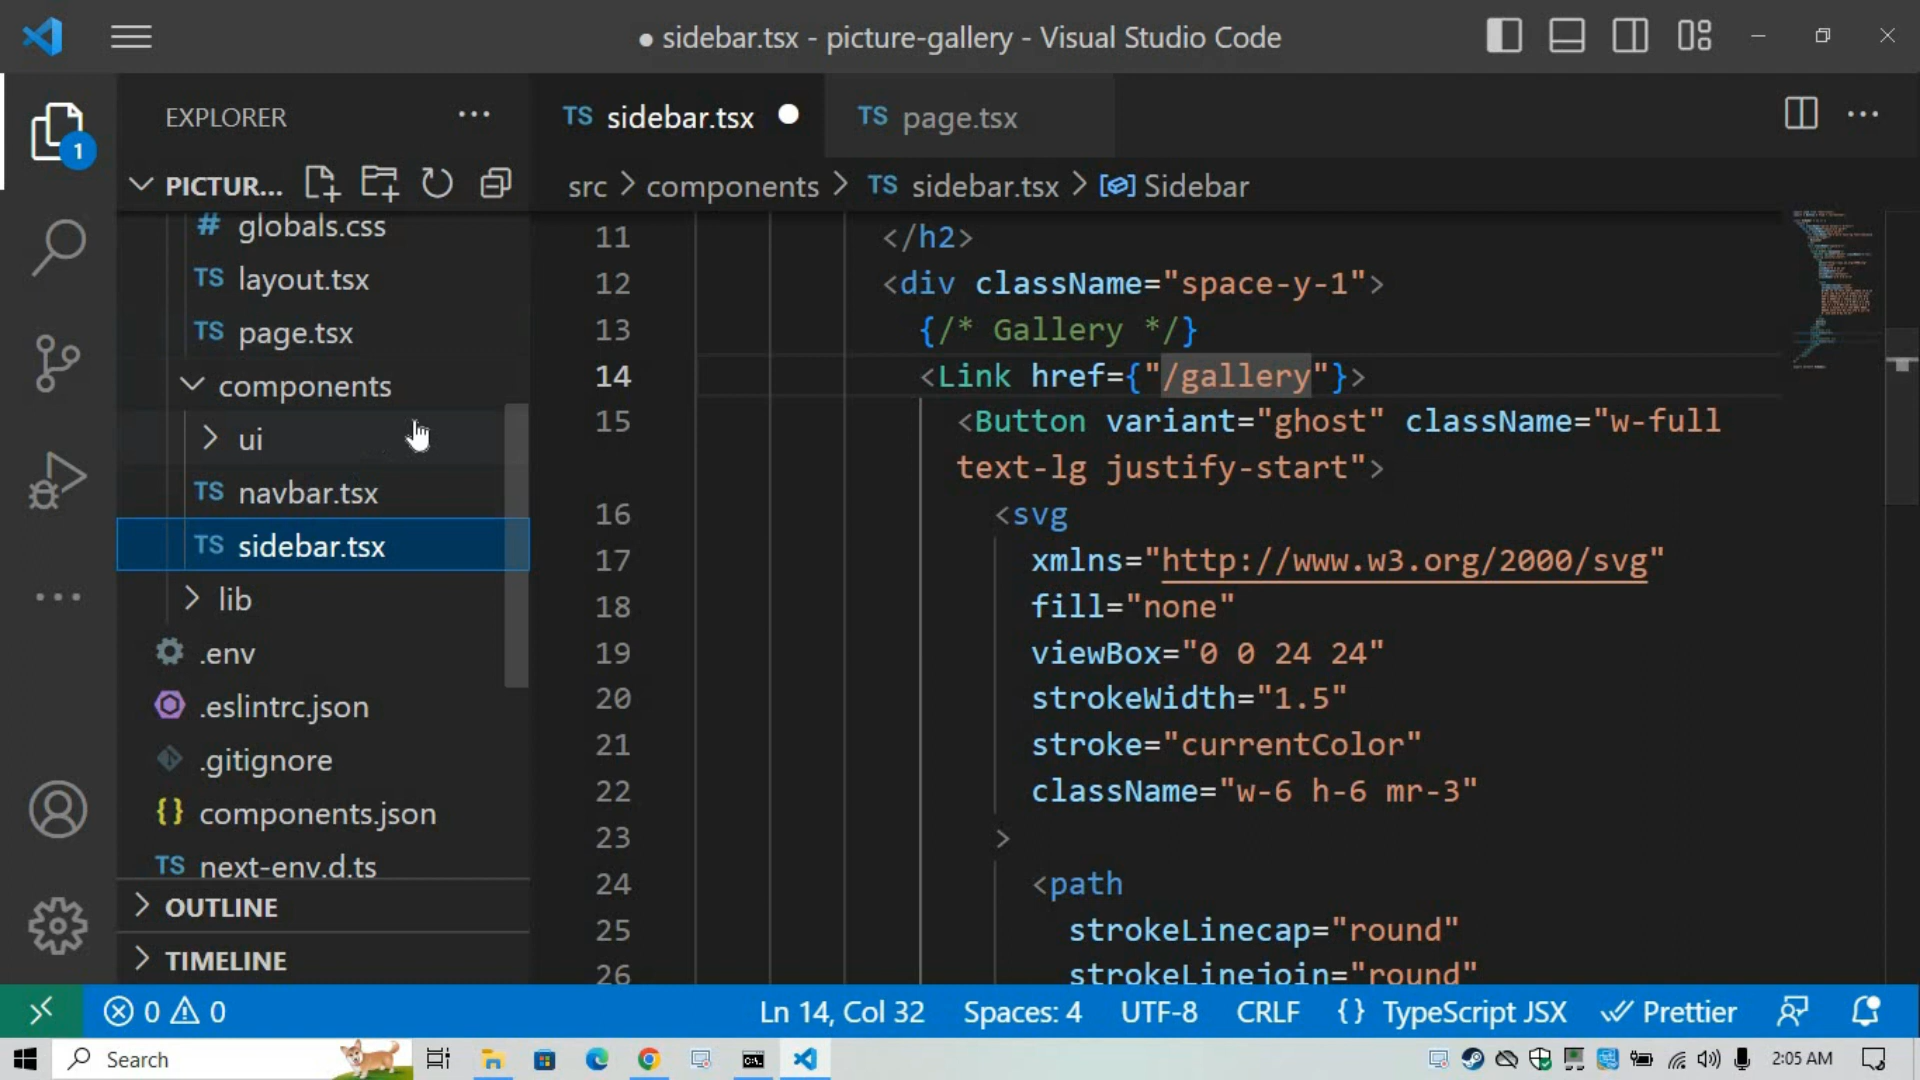 ● sidebar.tsx - picture-gallery - Visual Studio Code
EXPLORER
TS sidebar.tsx
TS page.tsx
1
PICTUR...
src > components > TS sidebar.tsx > Sidebar
# globals.css
TS layout.tsx
TS page.tsx
components
ui
TS navbar.tsx
TS sidebar.tsx
lib
.env
.eslintrc.json
.gitignore
{} components.json
TS next-env.d.ts
OUTLINE
TIMELINE
11 </h2>
12 <div className="space-y-1">
13 {/* Gallery */}
14 <Link href={"/gallery"}>
15 <Button variant="ghost" className="w-full
text-lg justify-start">
16 <svg
17 xmlns="http://www.w3.org/2000/svg"
18 fill="none"
19 viewBox="0 0 24 24"
20 strokeWidth="1.5"
21 stroke="currentColor"
22 className="w-6 h-6 mr-3"
23 >
24 <path
25 strokeLinecap="round"
26 strokeLinejoin="round"
0 0
Ln 14, Col 32 Spaces: 4 UTF-8 CRLF {} TypeScript JSX Prettier
Search
2:05 AM